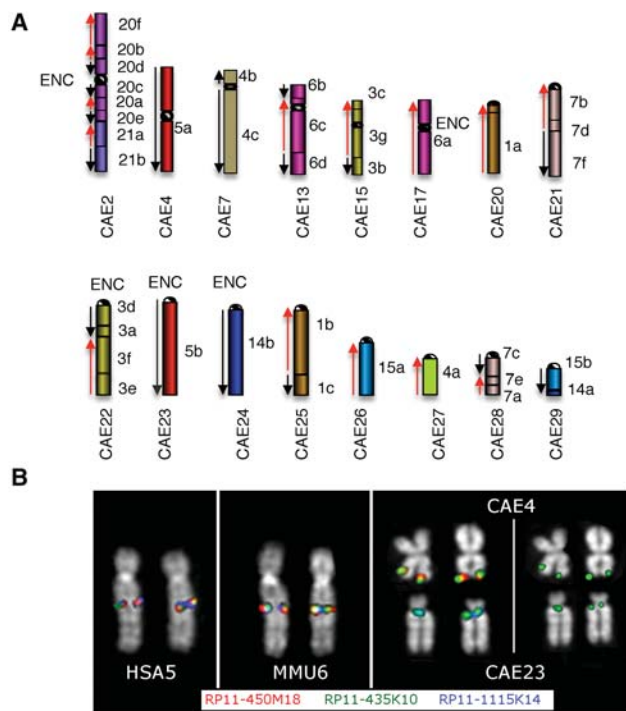 A
20f
20b
20d
ENC
20c
20a
20e
21a
21b
5a
4b
4c
6b
6c
6d
3c
3g
3b
ENC
6a
1a
7b
7d
7f
CAE2
CAE4
CAE7
CAE13
CAE15
CAE17
CAE20
CAE21
ENC
ENC
ENC
3d
3a
3f
3e
5b
14b
1b
1c
15a
4a
7c
7e
7a
15b
14a
CAE22
CAE23
CAE24
CAE25
CAE26
CAE27
CAE28
CAE29
B
CAE4
HSA5
MMU6
CAE23
RP11-450M18 RP11-435K10 RP11-1115K14